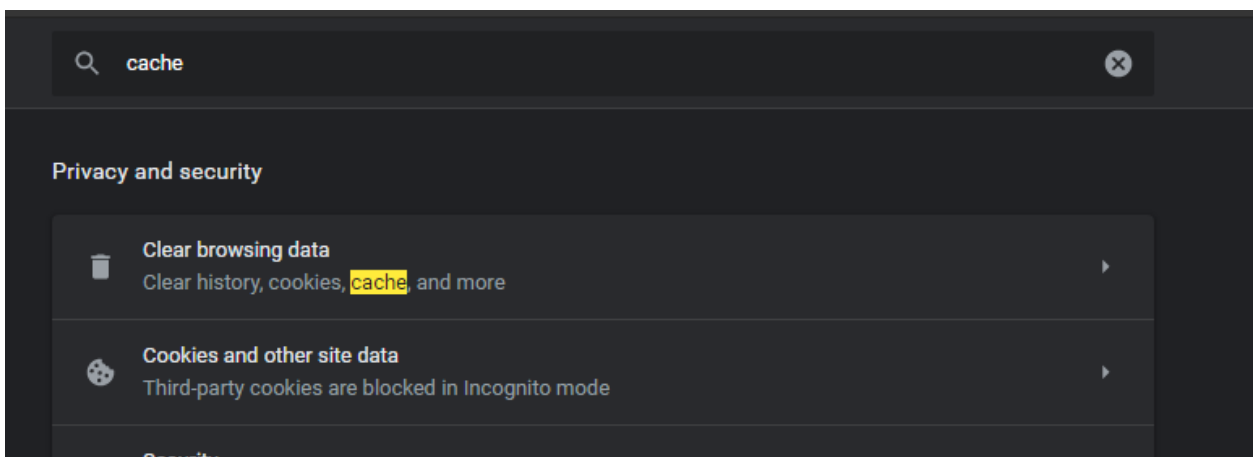 cache
Privacy and security
Clear browsing data
Clear history, cookies, cache, and more
Cookies and other site data
Third-party cookies are blocked in Incognito mode
Security